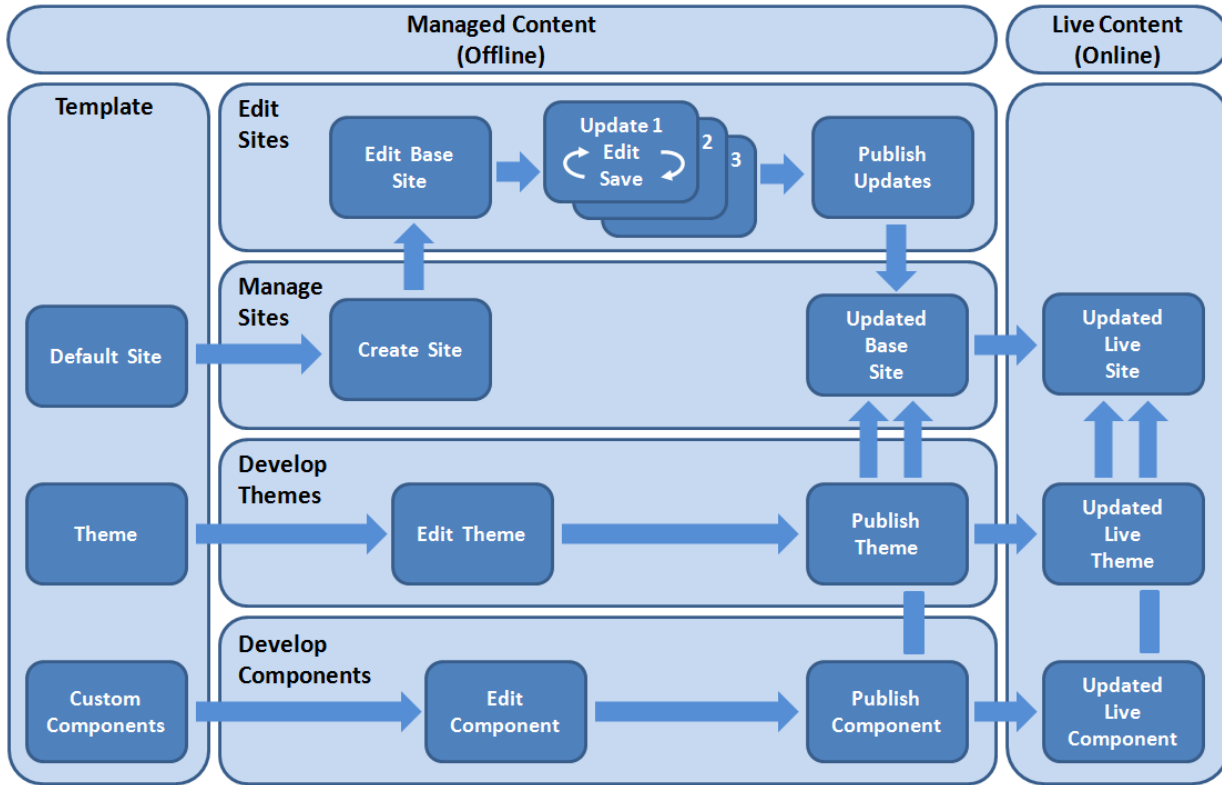 Managed Content
(Offline)
Live Content
(Online)
Template
Edit
Sites
Edit Base
Site
Update 1
Edit
Save
2
3
Publish
Updates
Manage
Sites
Default Site
Create Site
Updated
Base
Site
Updated
Live
Site
Develop
Themes
Theme
Edit Theme
Publish
Theme
Updated
Live
Theme
Develop
Components
Custom
Components
Edit
Component
Publish
Component
Updated
Live
Component